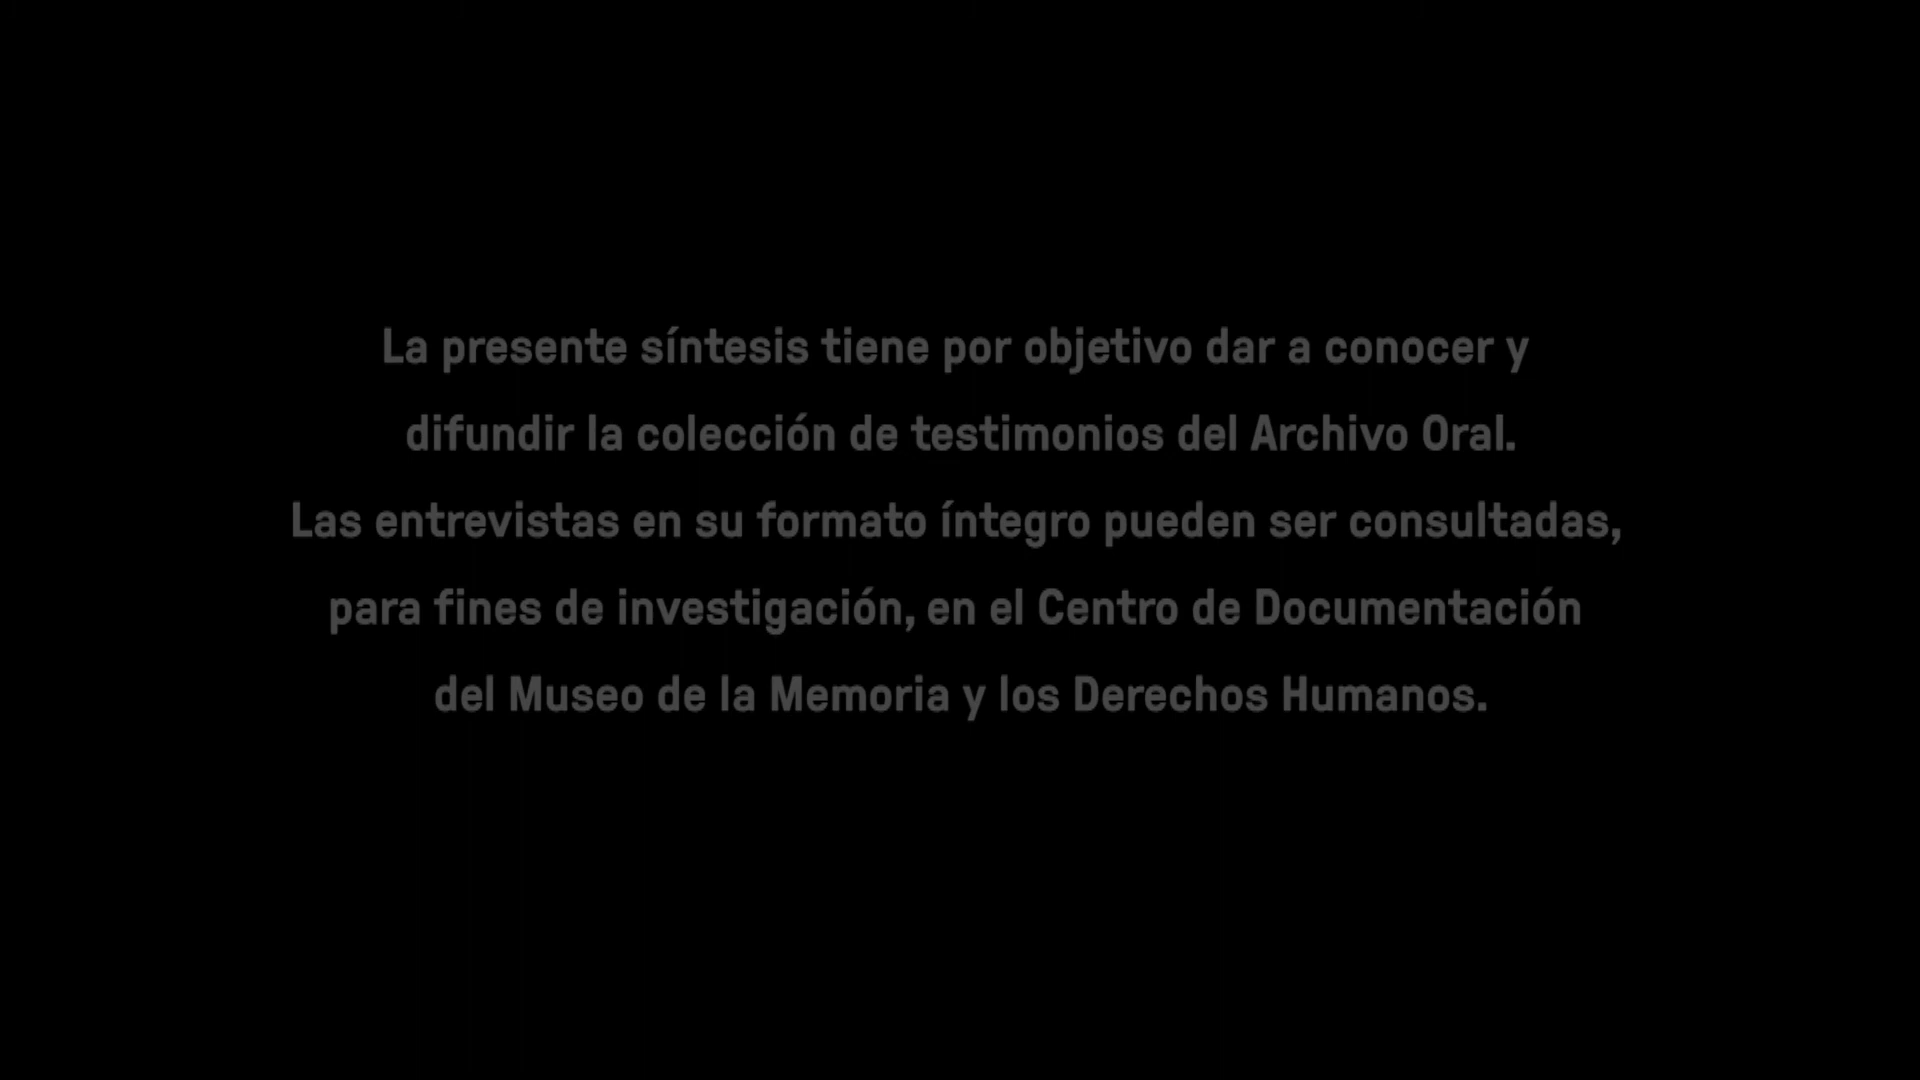 La presente síntesis tiene por objetivo dar a conocer y
difundir la colección de testimonios del Archivo Oral.
Las entrevistas en su formato íntegro pueden ser consultadas,
para fines de investigación, en el Centro de Documentación
del Museo de la Memoria y los Derechos Humanos.